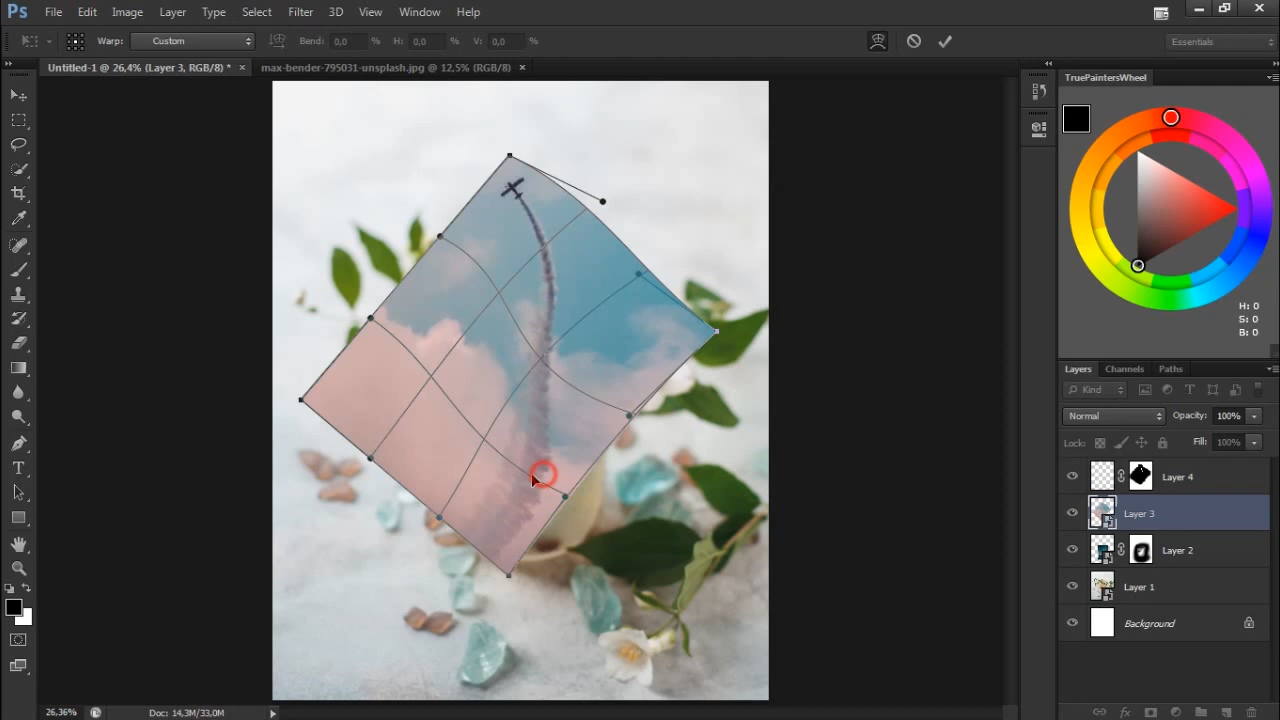 Ps File Edit Image Layer Type Select Filter 3D View Window Help
Warp: Custom Bend: 0,0 % H: 0,0 % V: 0,0 % Essentials
Untitled-1 @ 26,4% (Layer 3, RGB/8) * × max-bender-795031-unsplash.jpg @ 12,5% (RGB/8) ×
TruePaintersWheel
H: 0
S: 0
B: 0
Layers Channels Paths
Kind
Normal Opacity: 100%
Lock: Fill: 100%
Layer 4
Layer 3
Layer 2
Layer 1
Background
26,36% Doc: 14,3M/33,0M